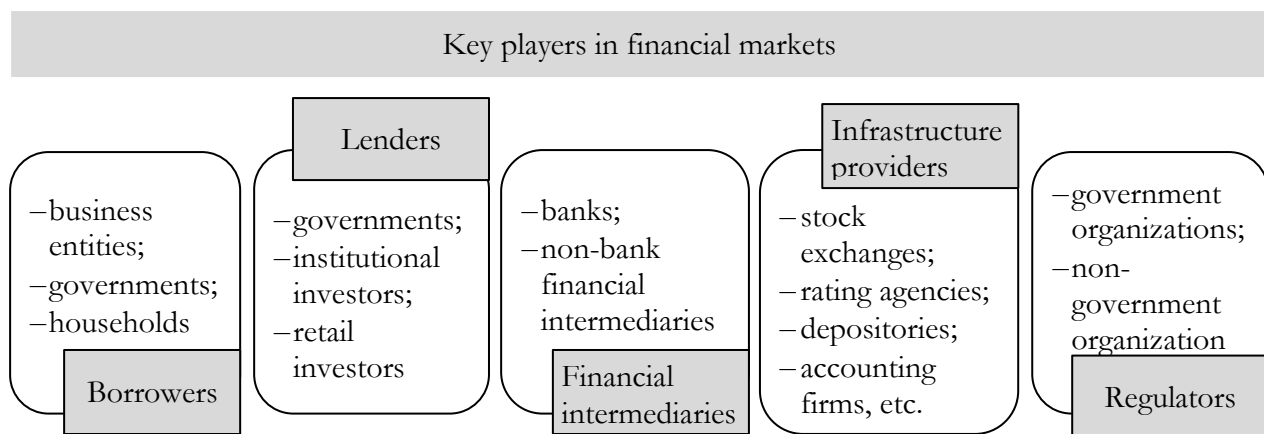 Key players in financial markets
–business
entities;
–governments;
–households
Borrowers
Lenders
–governments;
–institutional
investors;
–retail
investors
–banks;
–non-bank
financial
intermediaries
Financial
intermediaries
Infrastructure
providers
–stock
exchanges;
–rating agencies;
–depositories;
–accounting
firms, etc.
–government
organizations;
–non-
government
organization
Regulators